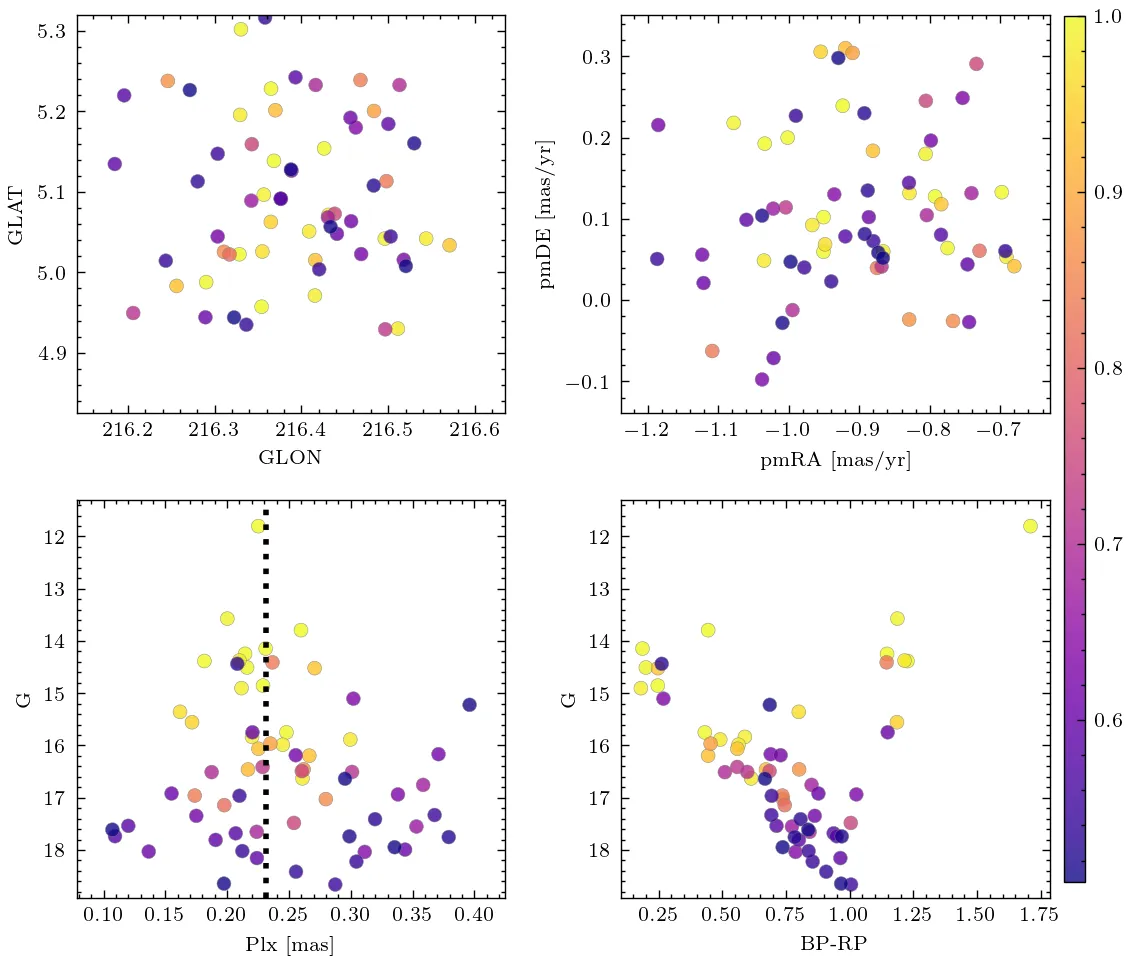 5.3
5.2
5.1
5.0
4.9
GLAT
216.2 216.3 216.4 216.5 216.6
GLON
0.3
0.2
0.1
0.0
−0.1
pmDE [mas/yr]
−1.2 −1.1 −1.0 −0.9 −0.8 −0.7
pmRA [mas/yr]
1.0
0.9
0.8
0.7
0.6
12
13
14
15
16
17
18
G
0.10 0.15 0.20 0.25 0.30 0.35 0.40
Plx [mas]
12
13
14
15
16
17
18
G
0.25 0.50 0.75 1.00 1.25 1.50 1.75
BP-RP